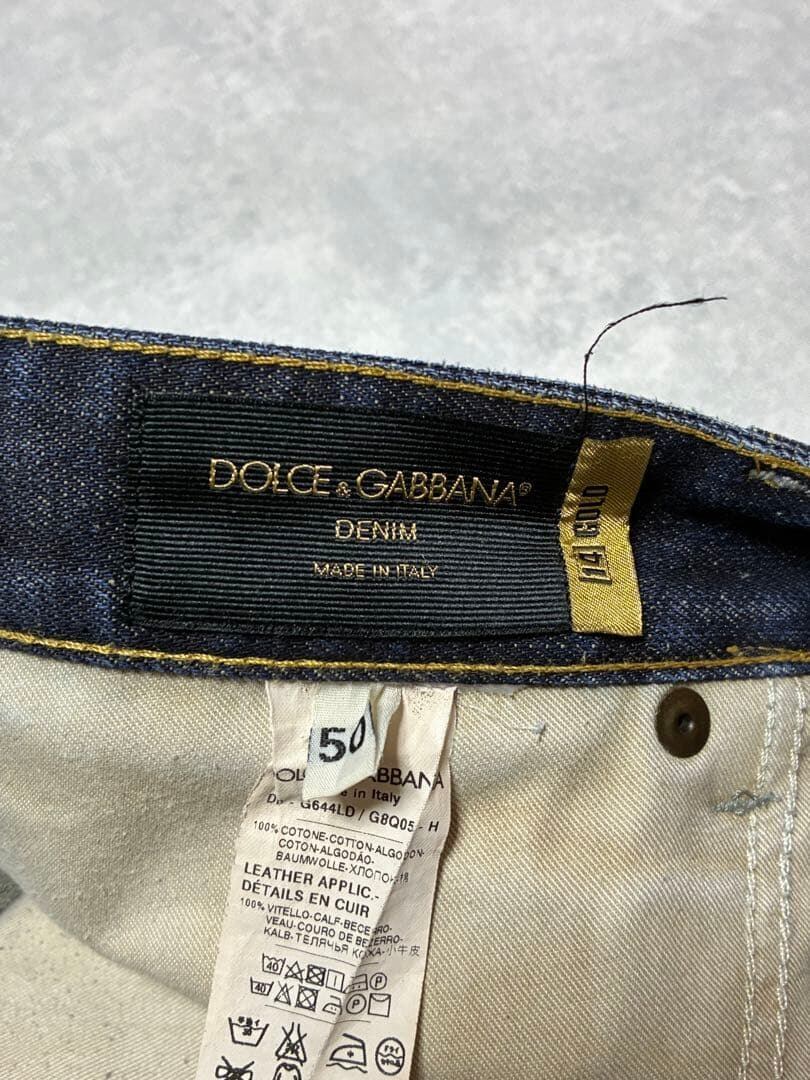 DOLCE & GABBANA®
DENIM
MADE IN ITALY
14 GOLD
50
in Italy
G644LD / G8Q05 - H
100% COTONE-COTTON-ALGODON-
COTON-ALGODÃO-
BAUMWOLLE-ХЛОПОК-棉
LEATHER APPLIC.-
DÉTAILS EN CUIR
100% VITELLO-CALF-BECERRO-
VEAU-COURO DE BEZERRO-
KALB-ТЕЛЯЧЬЯ КОЖА-小牛皮
40 P
40 P